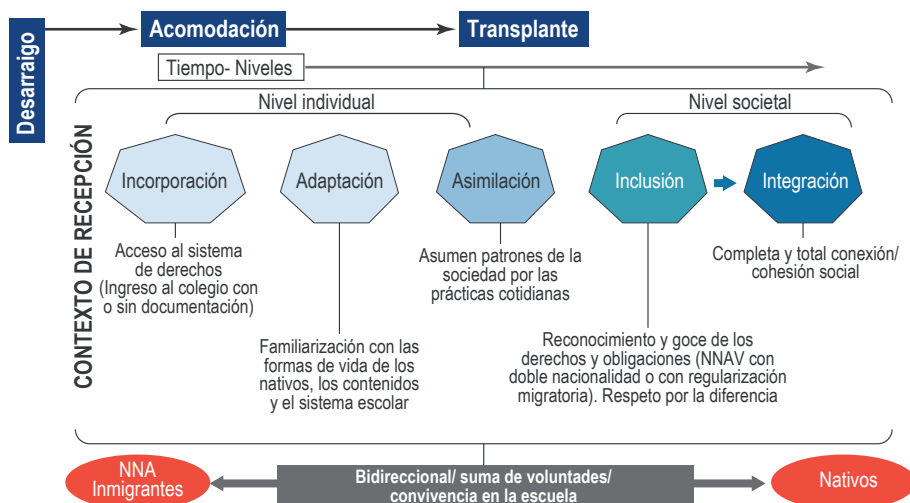 Desarraigo
Acomodación
Transplante
Tiempo- Niveles
CONTEXTO DE RECEPCIÓN
Nivel individual
Nivel societal
Incorporación
Adaptación
Asimilación
Inclusión
Integración
Acceso al sistema
de derechos
(Ingreso al colegio con
o sin documentación)
Familiarización con las
formas de vida de los
nativos, los contenidos
y el sistema escolar
Asumen patrones de la
sociedad por las
prácticas cotidianas
Reconocimiento y goce de los
derechos y obligaciones (NNAV con
doble nacionalidad o con regularización
migratoria). Respeto por la diferencia
Completa y total conexión/
cohesión social
NNA
Inmigrantes
Bidireccional/ suma de voluntades/
convivencia en la escuela
Nativos